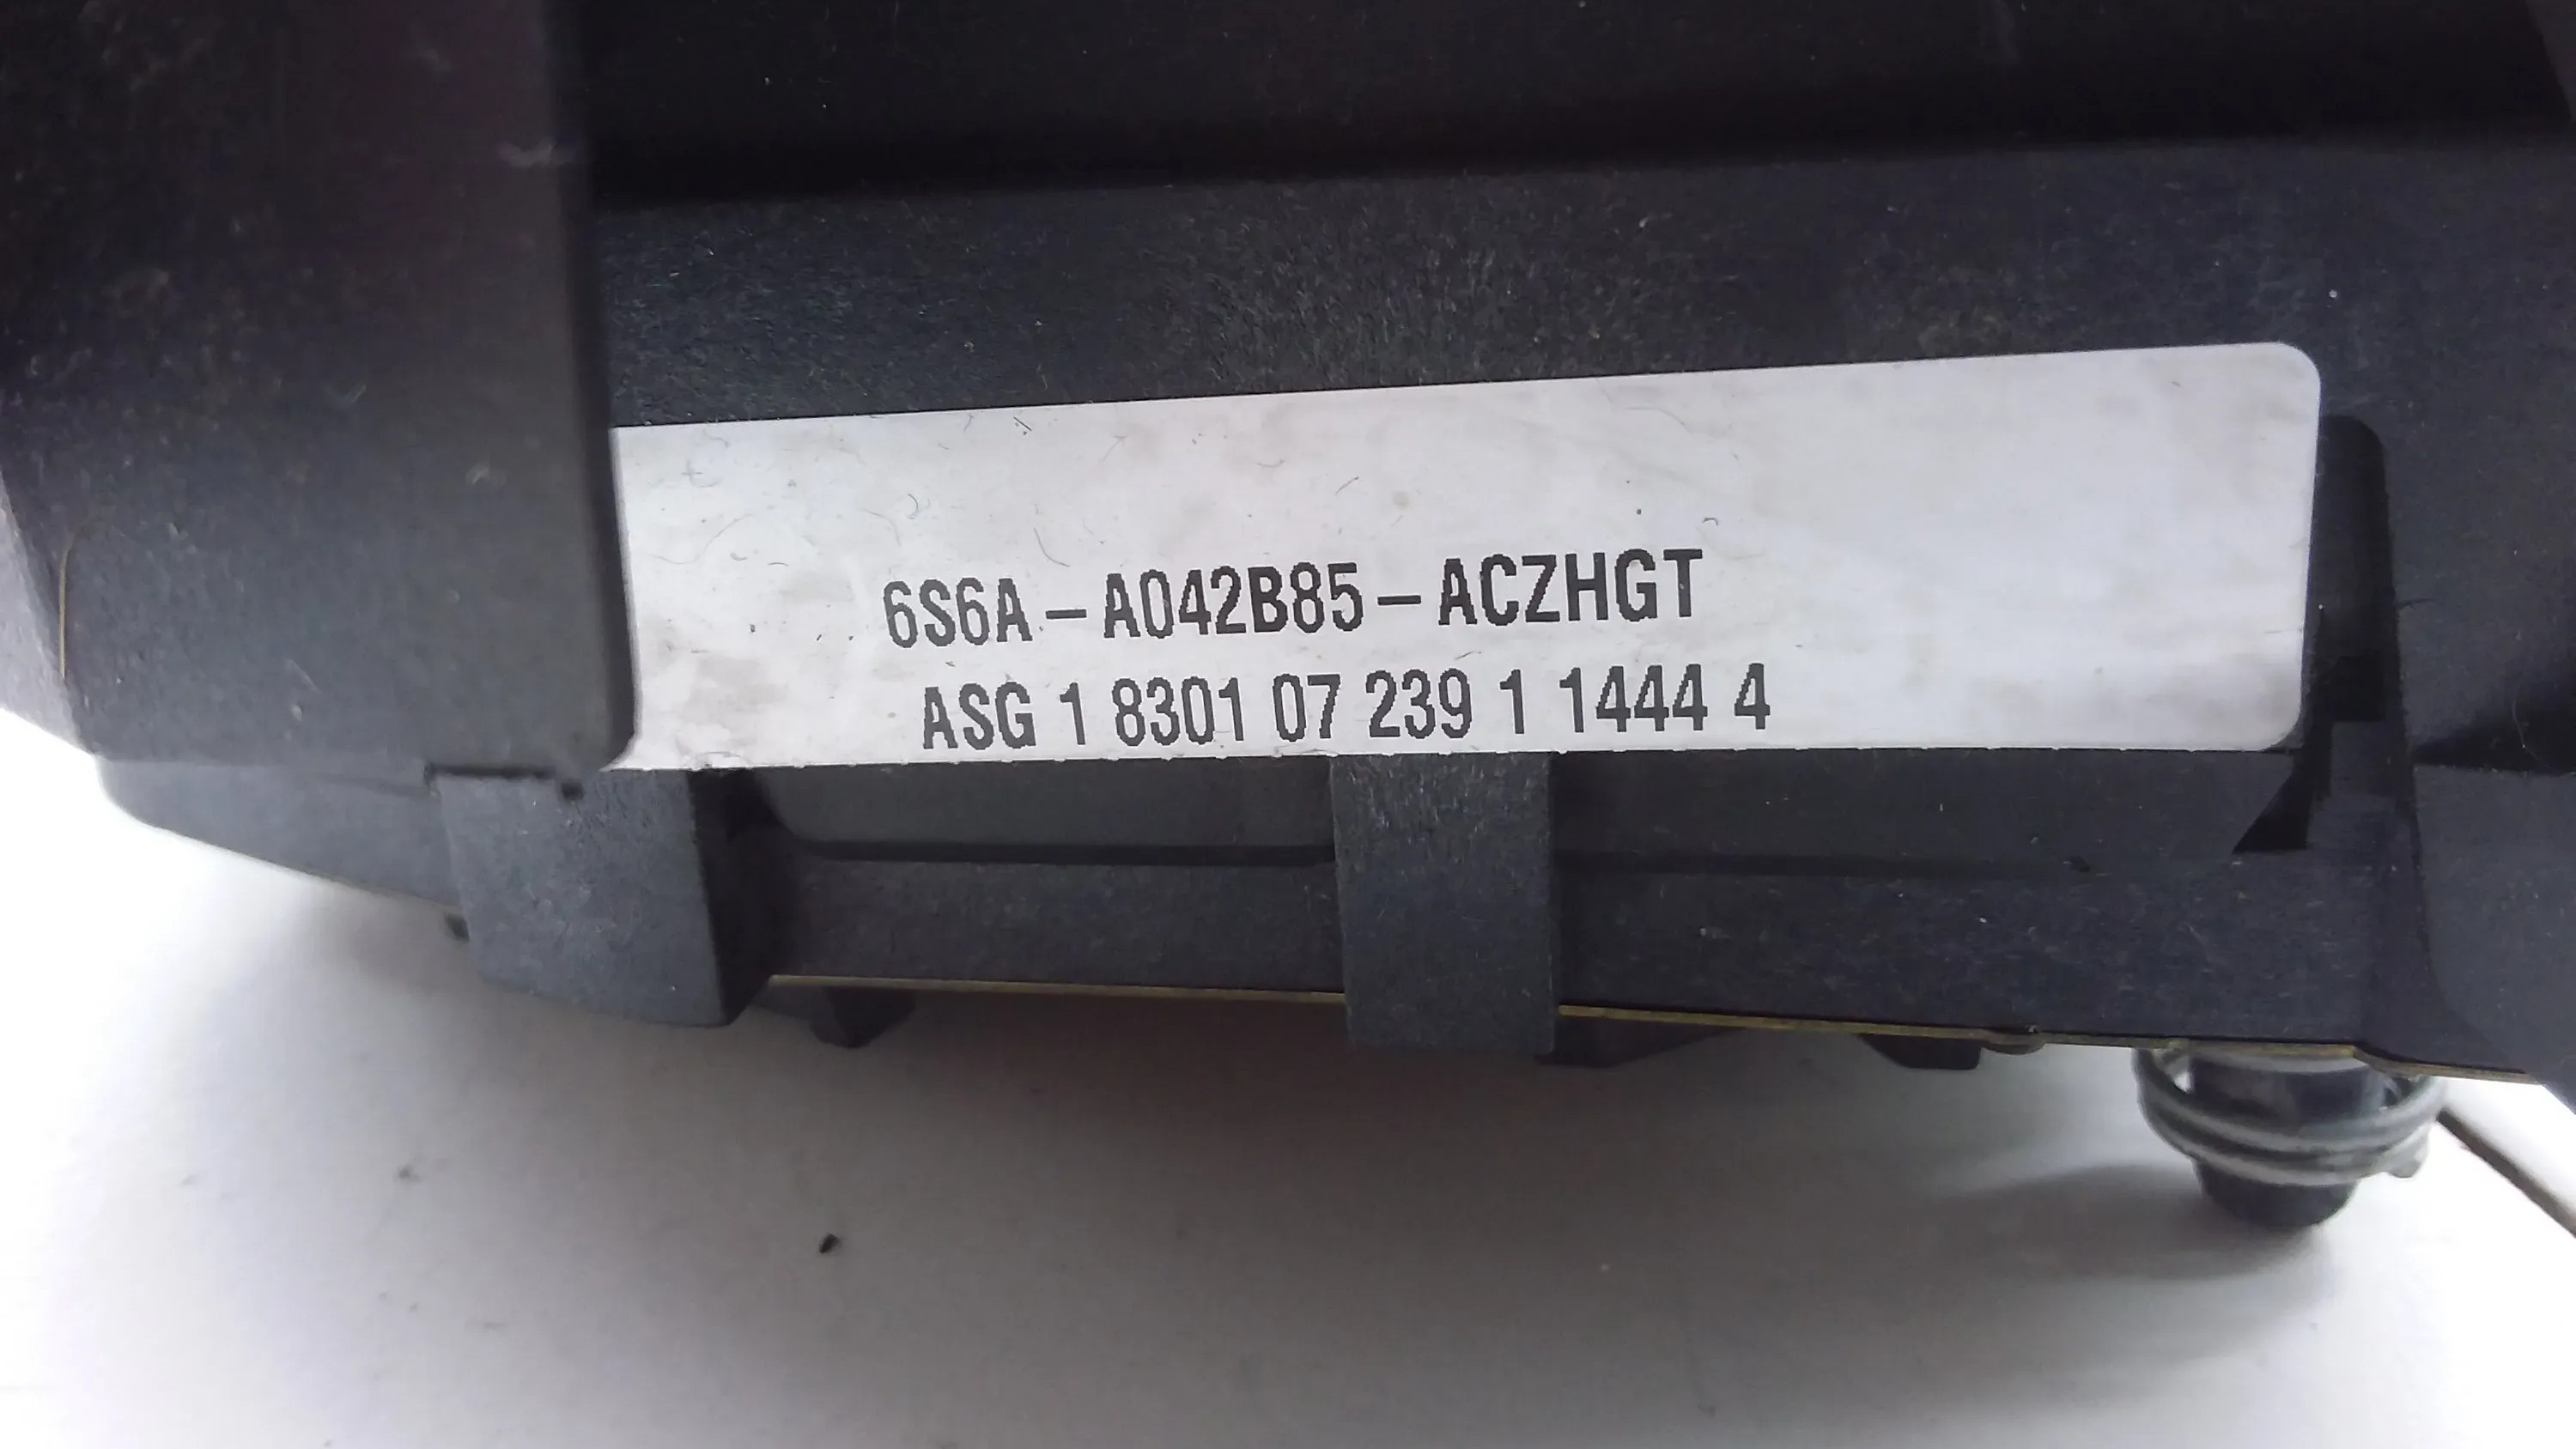 6S6A-A042B85-ACZHGT
ASG 1 8301 07 239 1 1444 4